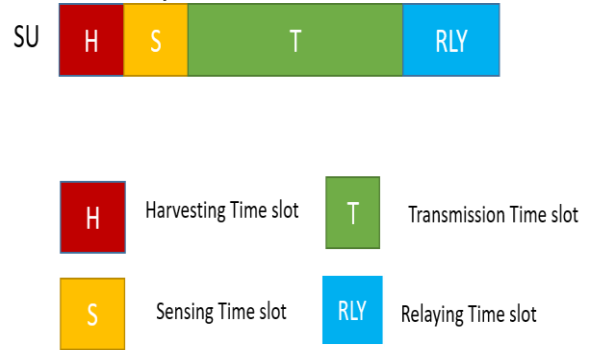 SU H S T RLY
H Harvesting Time slot T Transmission Time slot
S Sensing Time slot RLY Relaying Time slot